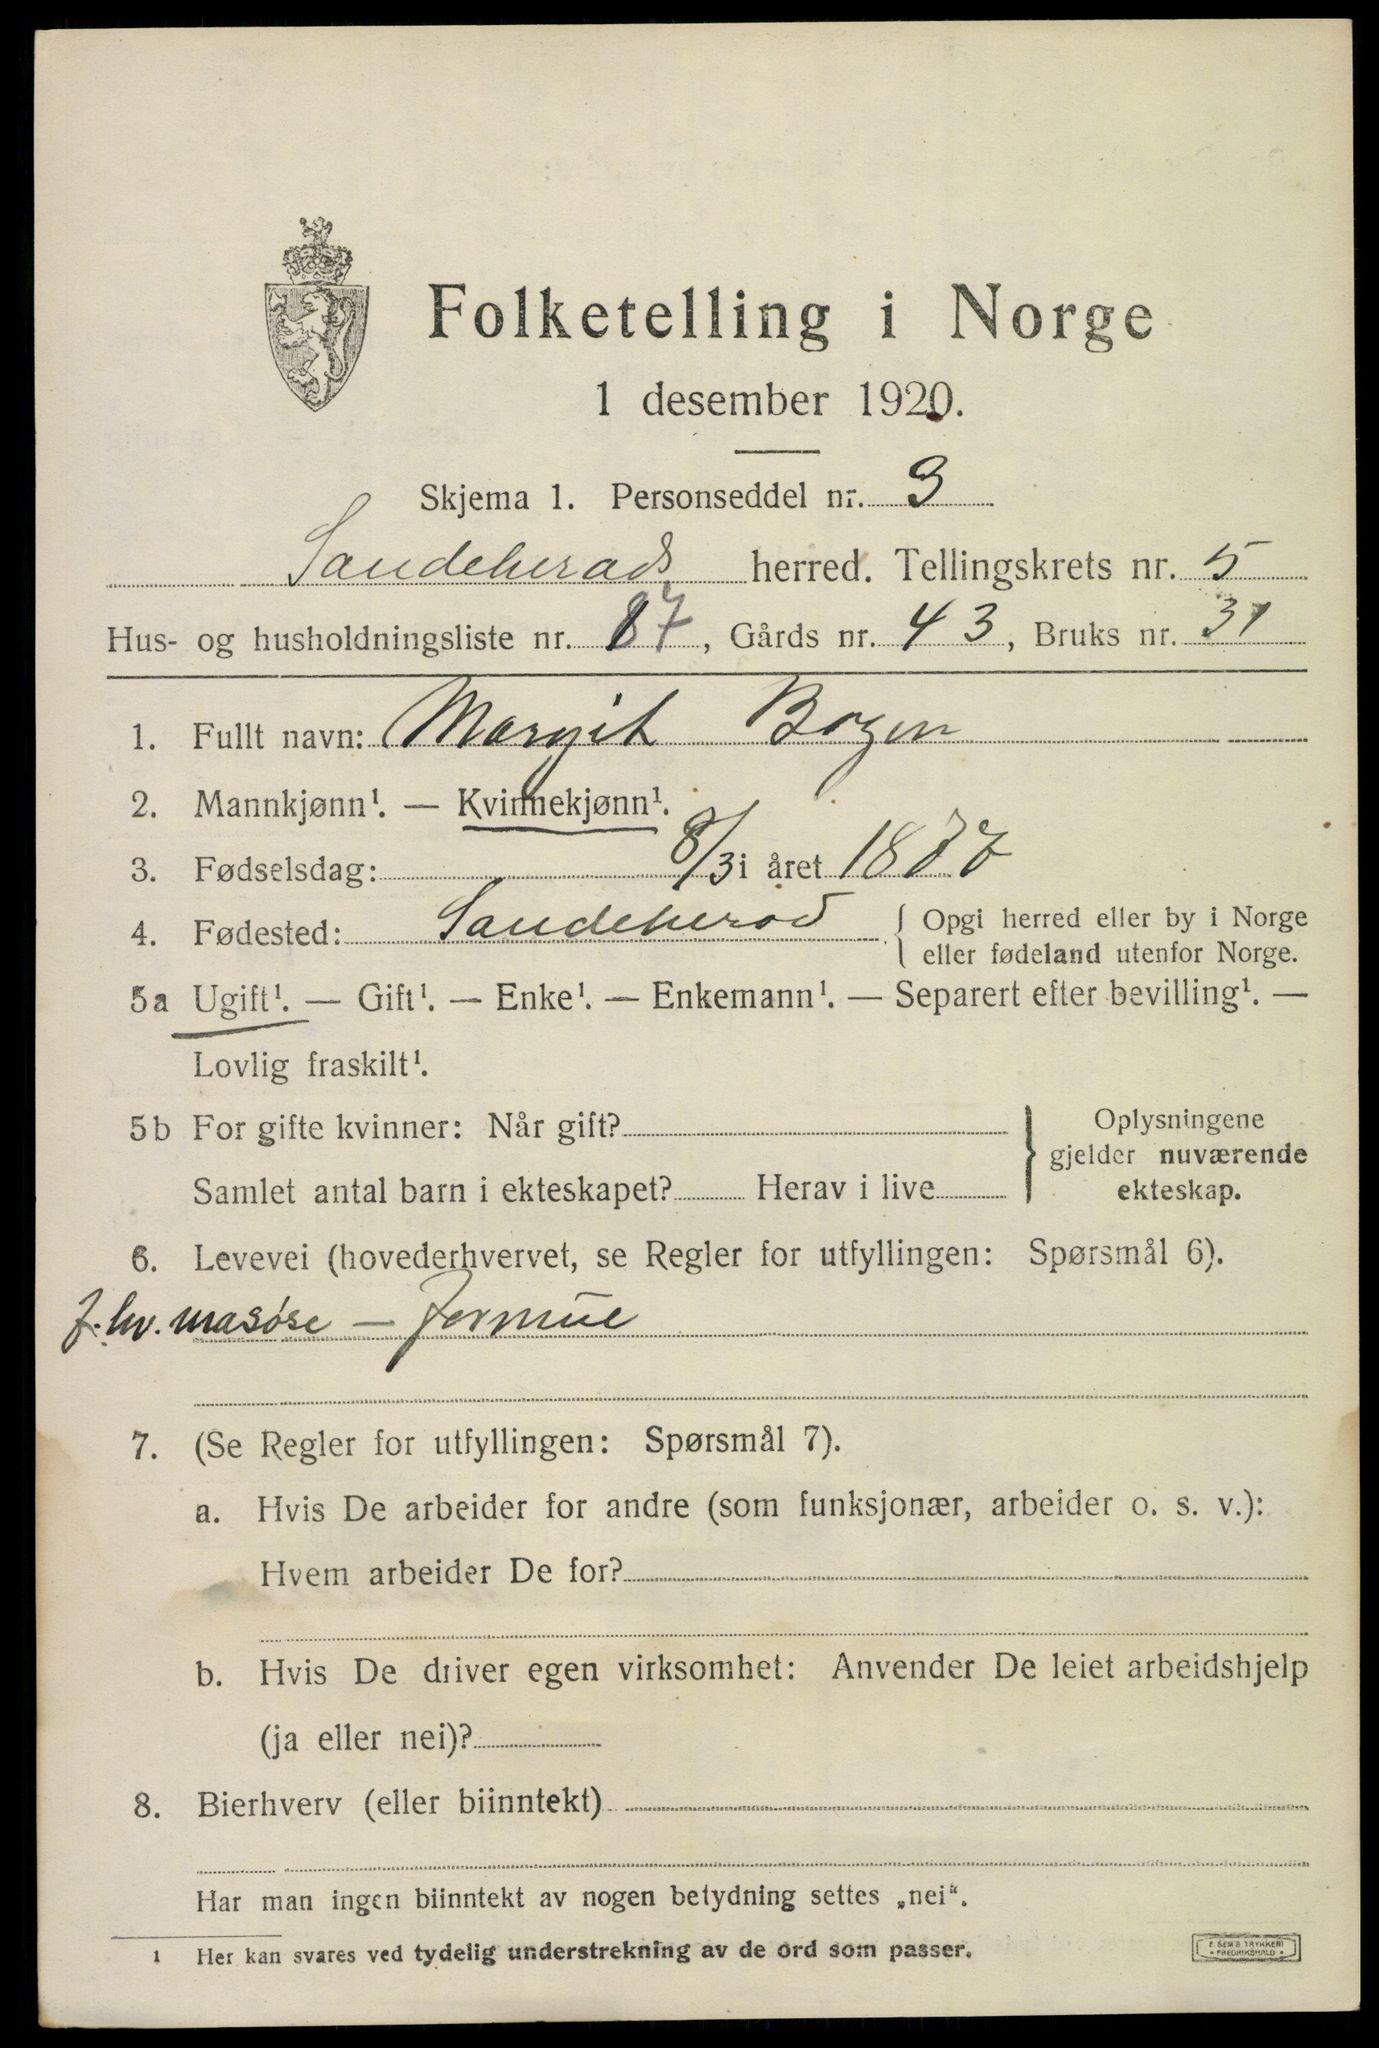 Folketelling i Norge
1 desember 1920.
Skjema 1. Personseddel nr. 3
Sandeherads herred. Tellingskrets nr. 5
Hus- og husholdningsliste nr. 87, Gårds nr. 43, Bruks nr. 31
1. Fullt navn: Margit Bogen
2. Mannkjønn¹. — Kvinnekjønn¹.
3. Fødselsdag: 8/3 i året 1877
4. Fødested: Sandeherad { Opgi herred eller by i Norge
eller fødeland utenfor Norge.
5a Ugift¹. — Gift¹. — Enke¹. — Enkemann¹. — Separert efter bevilling¹. —
Lovlig fraskilt¹.
5b For gifte kvinner: Når gift?
Samlet antal barn i ekteskapet? Herav i live
} Oplysningene
gjelder nuværende
ekteskap.
6. Levevei (hovederhvervet, se Regler for utfyllingen: Spørsmål 6).
f. hv. masøse — formue
7. (Se Regler for utfyllingen: Spørsmål 7).
a. Hvis De arbeider for andre (som funksjonær, arbeider o. s. v.):
Hvem arbeider De for?
b. Hvis De driver egen virksomhet: Anvender De leiet arbeidshjelp
(ja eller nei)?
8. Bierhverv (eller biinntekt)
Har man ingen biinntekt av nogen betydning settes „nei“.
¹ Her kan svares ved tydelig understrekning av de ord som passer.
E. SEM'S TRYKKERI
• FREDRIKSHALD •